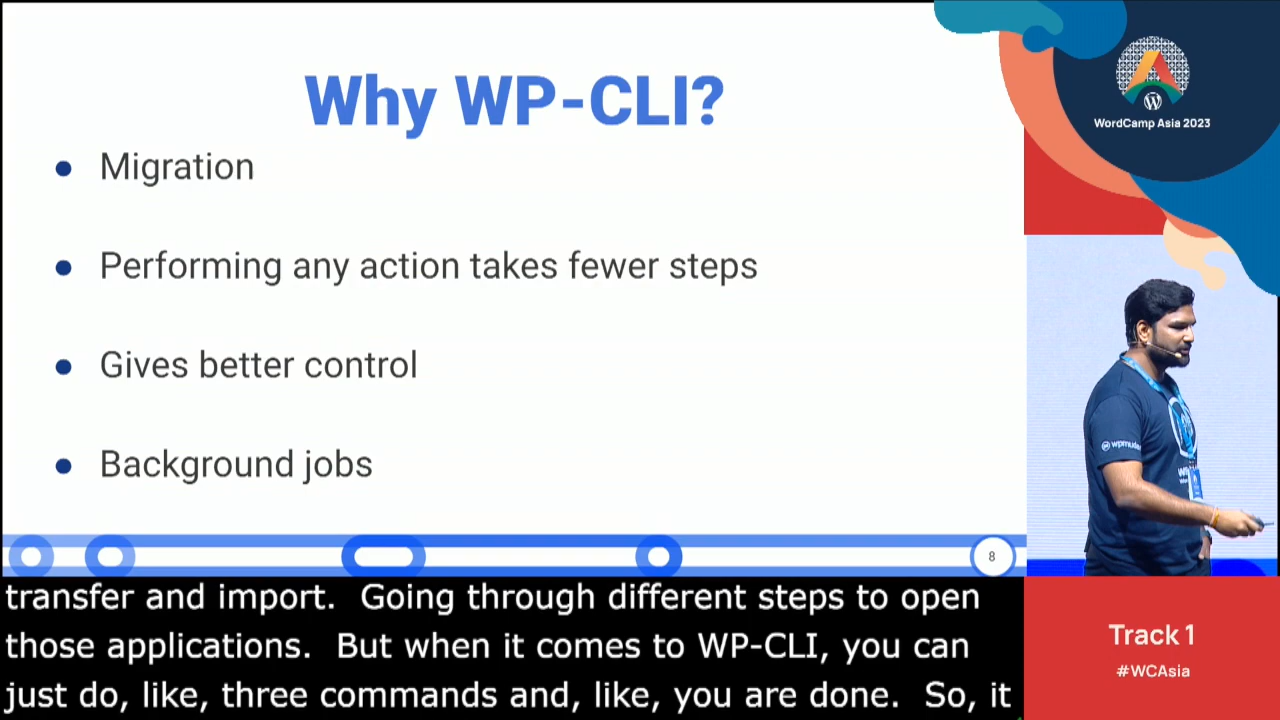 Why WP-CLI?
Migration
Performing any action takes fewer steps
Gives better control
Background jobs
8
transfer and import.  Going through different steps to open
those applications.  But when it comes to WP-CLI, you can
just do, like, three commands and, like, you are done.  So, it
WordCamp Asia 2023
wpmude
Track 1
#WCAsia